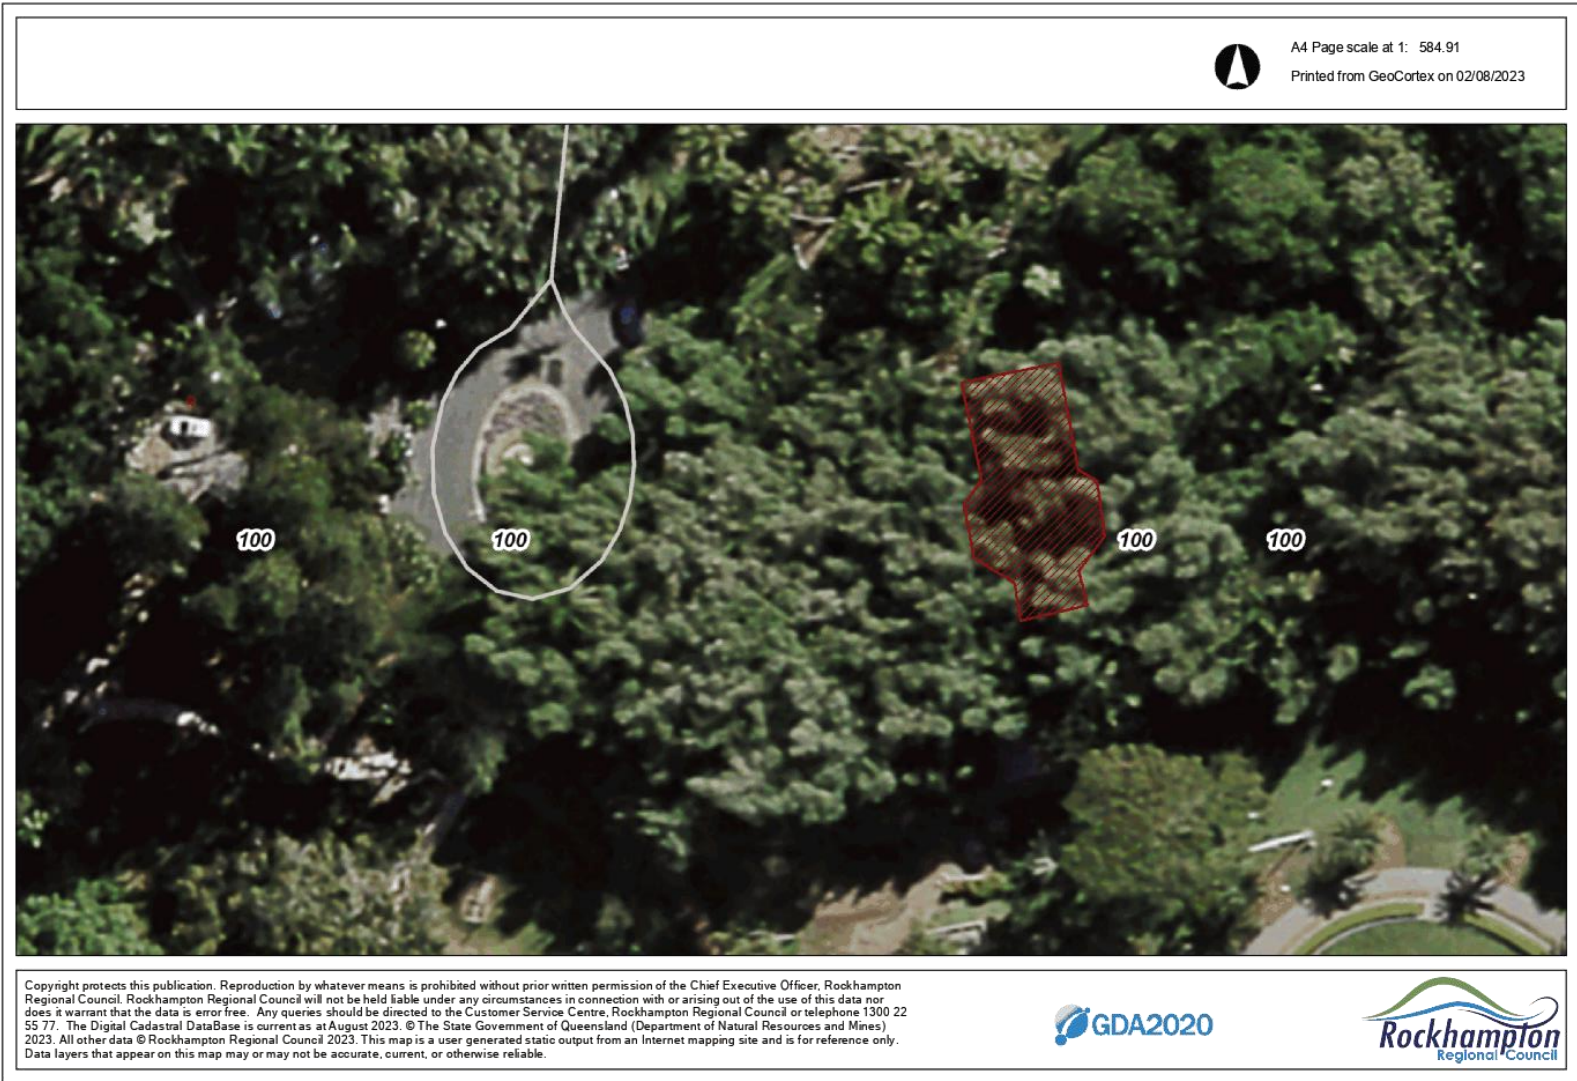 A4 Page scale at 1: 584.91
Printed from GeoCortex on 02/08/2023
100 100 100 100
Copyright protects this publication. Reproduction by whatever means is prohibited without prior written permission of the Chief Executive Officer, Rockhampton
Regional Council. Rockhampton Regional Council will not be held liable under any circumstances in connection with or arising out of the use of this data nor
does it warrant that the data is error free. Any queries should be directed to the Customer Service Centre, Rockhampton Regional Council or telephone 1300 22
55 77. The Digital Cadastral DataBase is current as at August 2023. © The State Government of Queensland (Department of Natural Resources and Mines)
2023. All other data © Rockhampton Regional Council 2023. This map is a user generated static output from an Internet mapping site and is for reference only.
Data layers that appear on this map may or may not be accurate, current, or otherwise reliable.
GDA2020
Rockhampton
Regional Council